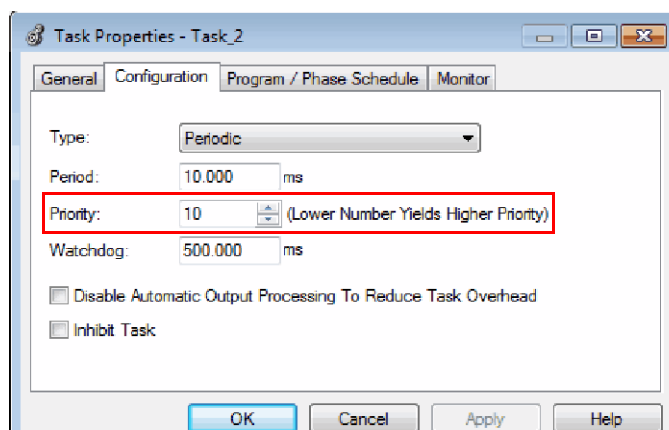 Task Properties - Task_2
General Configuration Program / Phase Schedule Monitor
Type: Periodic
Period: 10.000 ms
Priority: 10 (Lower Number Yields Higher Priority)
Watchdog: 500.000 ms
Disable Automatic Output Processing To Reduce Task Overhead
Inhibit Task
OK Cancel Apply Help